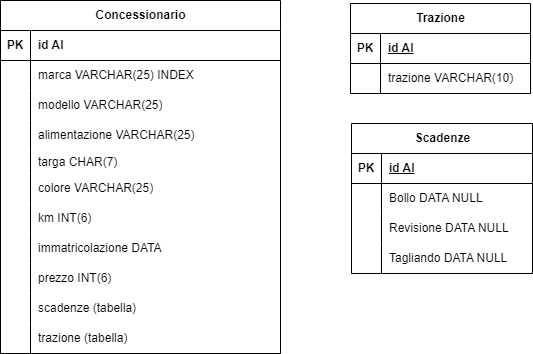 Concessionario
PK id AI
marca VARCHAR(25) INDEX
modello VARCHAR(25)
alimentazione VARCHAR(25)
targa CHAR(7)
colore VARCHAR(25)
km INT(6)
immatricolazione DATA
prezzo INT(6)
scadenze (tabella)
trazione (tabella)
Trazione
PK id AI
trazione VARCHAR(10)
Scadenze
PK id AI
Bollo DATA NULL
Revisione DATA NULL
Tagliando DATA NULL